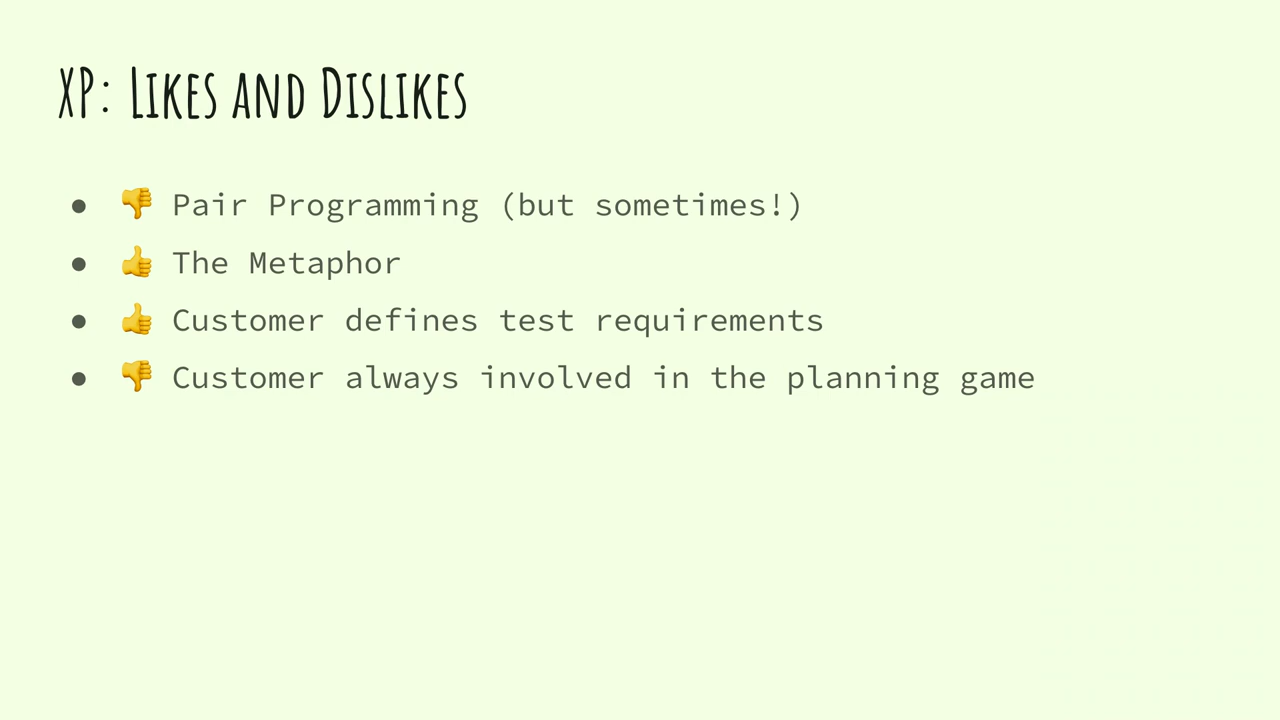 XP: Likes and Dislikes
● 👎 Pair Programming (but sometimes!)
● 👍 The Metaphor
● 👍 Customer defines test requirements
● 👎 Customer always involved in the planning game